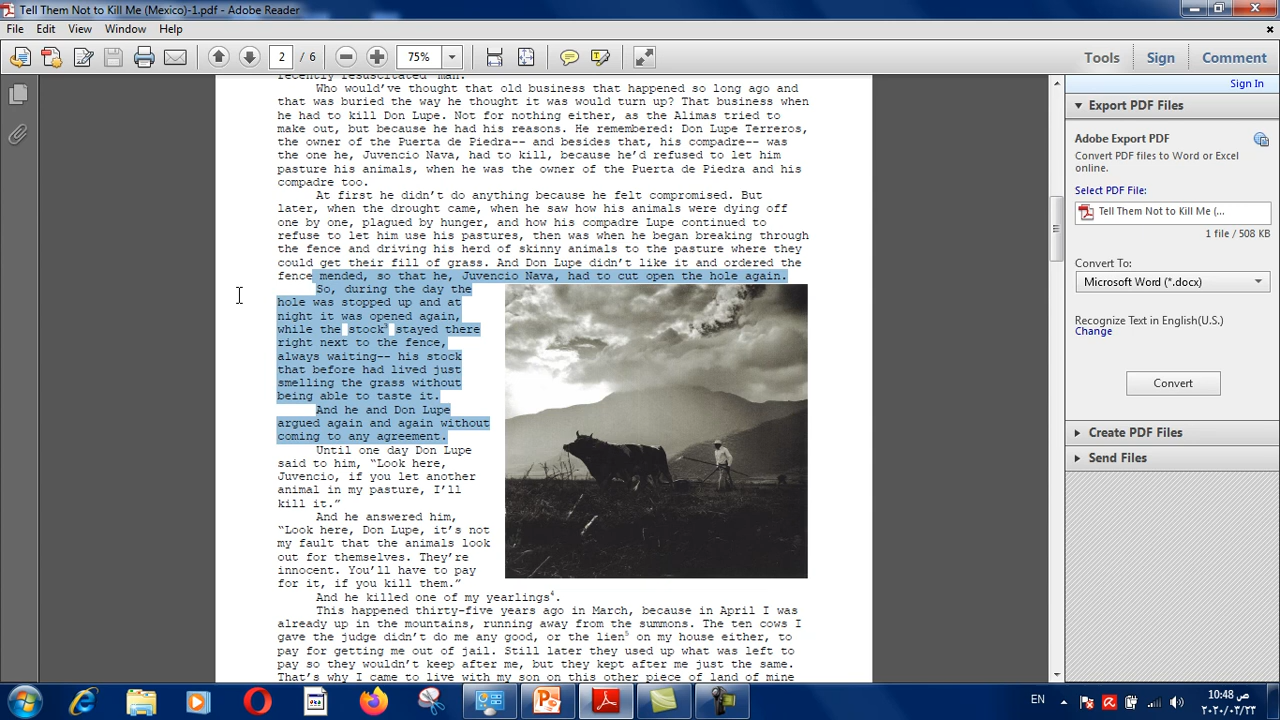 Tell Them Not to Kill Me (Mexico)-1.pdf - Adobe Reader
File Edit View Window Help
2 / 6 75% Tools Sign Comment
recently resuscitated man.
Who would've thought that old business that happened so long ago and
that was buried the way he thought it was would turn up? That business when
he had to kill Don Lupe. Not for nothing either, as the Alimas tried to
make out, but because he had his reasons. He remembered: Don Lupe Terreros,
the owner of the Puerta de Piedra-- and besides that, his compadre-- was
the one he, Juvencio Nava, had to kill, because he'd refused to let him
pasture his animals, when he was the owner of the Puerta de Piedra and his
compadre too.
At first he didn't do anything because he felt compromised. But
later, when the drought came, when he saw how his animals were dying off
one by one, plagued by hunger, and how his compadre Lupe continued to
refuse to let him use his pastures, then was when he began breaking through
the fence and driving his herd of skinny animals to the pasture where they
could get their fill of grass. And Don Lupe didn't like it and ordered the
fence mended, so that he, Juvencio Nava, had to cut open the hole again.
So, during the day the
hole was stopped up and at
night it was opened again,
while the stock³ stayed there
right next to the fence,
always waiting-- his stock
that before had lived just
smelling the grass without
being able to taste it.
And he and Don Lupe
argued again and again without
coming to any agreement.
Until one day Don Lupe
said to him, “Look here,
Juvencio, if you let another
animal in my pasture, I'll
kill it.”
And he answered him,
“Look here, Don Lupe, it's not
my fault that the animals look
out for themselves. They're
innocent. You'll have to pay
for it, if you kill them.”
And he killed one of my yearlings⁴.
This happened thirty-five years ago in March, because in April I was
already up in the mountains, running away from the summons. The ten cows I
gave the judge didn't do me any good, or the lien⁵ on my house either, to
pay for getting me out of jail. Still later they used up what was left to
pay so they wouldn't keep after me, but they kept after me just the same.
That's why I came to live with my son on this other piece of land of mine
Sign In
Export PDF Files
Adobe Export PDF
Convert PDF files to Word or Excel
online.
Select PDF File:
Tell Them Not to Kill Me (...
1 file / 508 KB
Convert To:
Microsoft Word (*.docx)
Recognize Text in English(U.S.)
Change
Convert
Create PDF Files
Send Files
EN
10:48 ص
٢٠٢٠/٠٣/٢٣